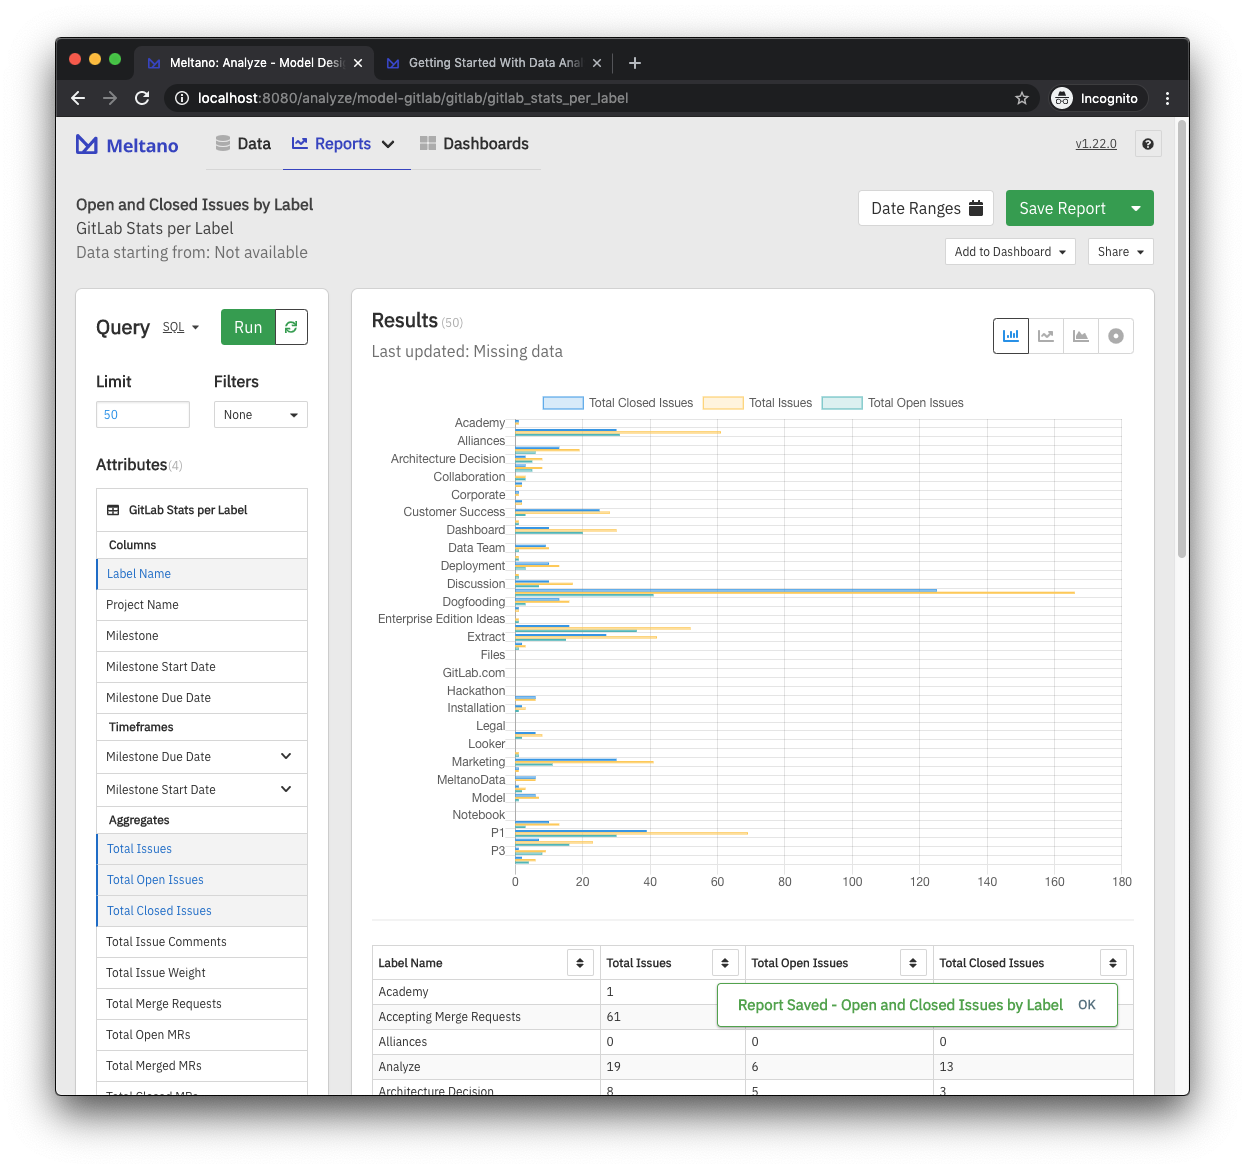 Meltano: Analyze - Model Desi
Getting Started With Data Anal
localhost:8080/analyze/model-gitlab/gitlab/gitlab_stats_per_label
Incognito
Meltano
Data
Reports
Dashboards
v1.22.0
Open and Closed Issues by Label
GitLab Stats per Label
Data starting from: Not available
Date Ranges
Save Report
Add to Dashboard
Share
Query
SQL
Run
Limit
Filters
50
None
Attributes(4)
GitLab Stats per Label
Columns
Label Name
Project Name
Milestone
Milestone Start Date
Milestone Due Date
Timeframes
Milestone Due Date
Milestone Start Date
Aggregates
Total Issues
Total Open Issues
Total Closed Issues
Total Issue Comments
Total Issue Weight
Total Merge Requests
Total Open MRs
Total Merged MRs
Total Closed MRs
Results (50)
Last updated: Missing data
Total Closed Issues Total Issues Total Open Issues
Academy
Alliances
Architecture Decision
Collaboration
Corporate
Customer Success
Dashboard
Data Team
Deployment
Discussion
Dogfooding
Enterprise Edition Ideas
Extract
Files
GitLab.com
Hackathon
Installation
Legal
Looker
Marketing
MeltanoData
Model
Notebook
P1
P3
0 20 40 60 80 100 120 140 160 180
Label Name Total Issues Total Open Issues Total Closed Issues
Academy 1
Accepting Merge Requests 61
Report Saved - Open and Closed Issues by Label OK
Alliances 0 0 0
Analyze 19 6 13
Architecture Decision 8 5 3